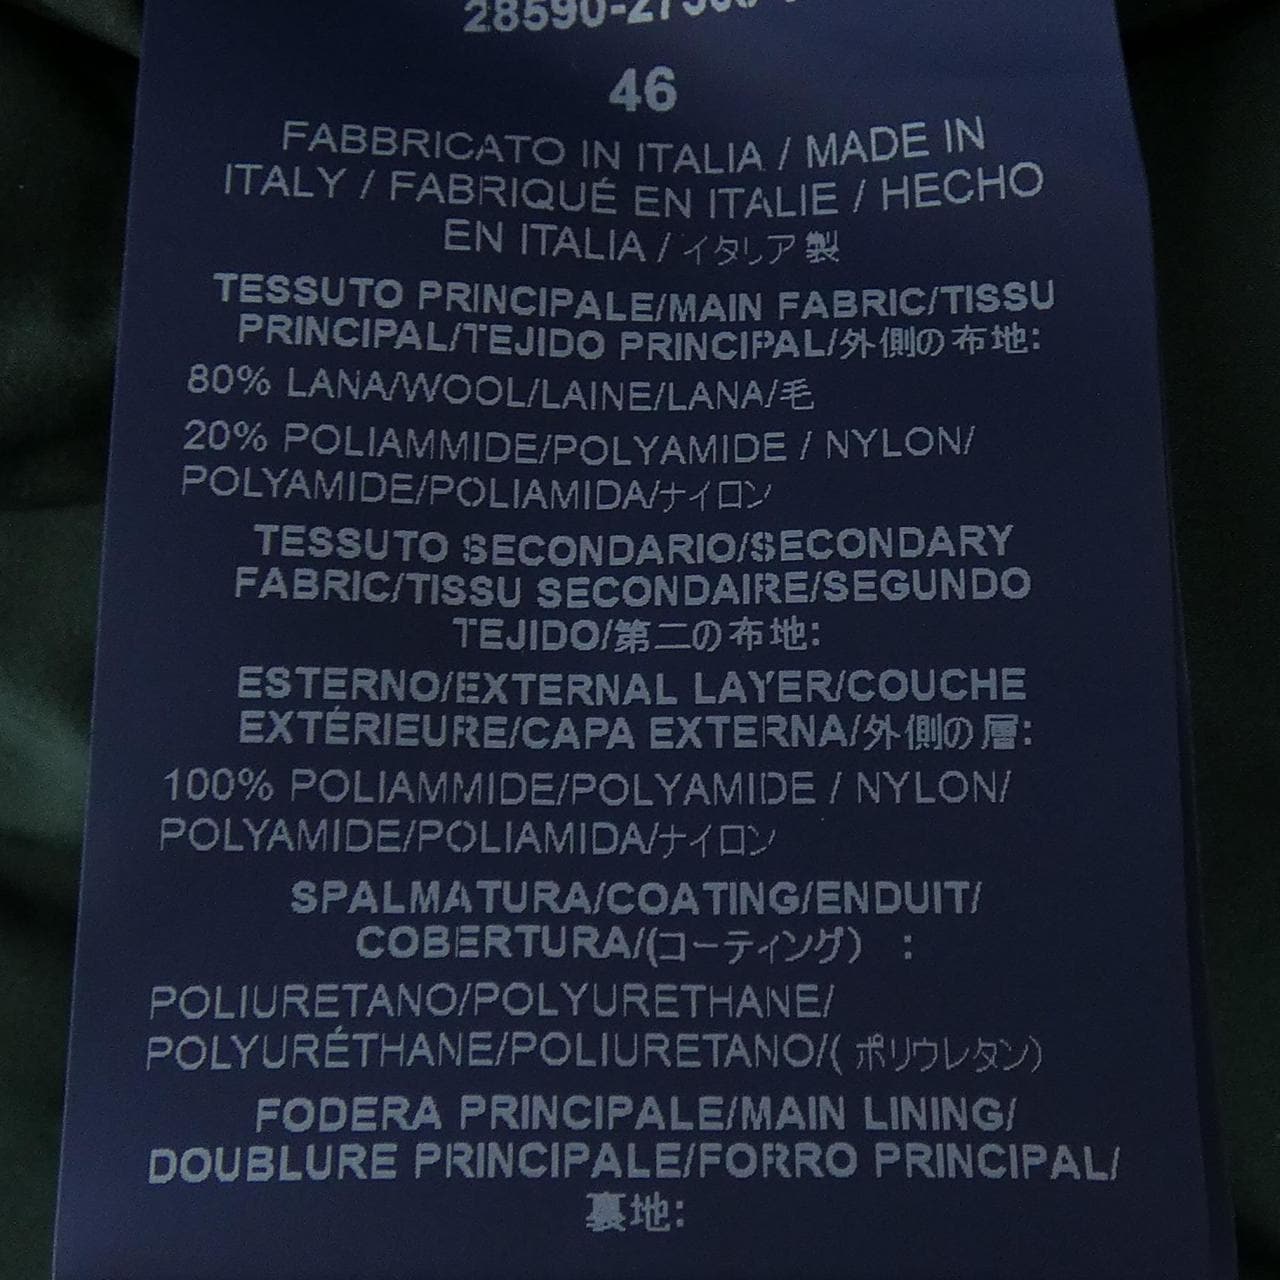 46
FABBRICATO IN ITALIA / MADE IN
ITALY / FABRIQUÉ EN ITALIE / HECHO
EN ITALIA / イタリア製
TESSUTO PRINCIPALE/MAIN FABRIC/TISSU
PRINCIPAL/TEJIDO PRINCIPAL/外側の布地:
80% LANA/WOOL/LAINE/LANA/毛
20% POLIAMMIDE/POLYAMIDE / NYLON/
POLYAMIDE/POLIAMIDA/ナイロン
TESSUTO SECONDARIO/SECONDARY
FABRIC/TISSU SECONDAIRE/SEGUNDO
TEJIDO/第二の布地:
ESTERNO/EXTERNAL LAYER/COUCHE
EXTÉRIEURE/CAPA EXTERNA/外側の層:
100% POLIAMMIDE/POLYAMIDE / NYLON/
POLYAMIDE/POLIAMIDA/ナイロン
SPALMATURA/COATING/ENDUIT/
COBERTURA/(コーティング) :
POLIURETANO/POLYURETHANE/
POLYURÉTHANE/POLIURETANO/(ポリウレタン)
FODERA PRINCIPALE/MAIN LINING/
DOUBLURE PRINCIPALE/FORRO PRINCIPAL/
裏地: